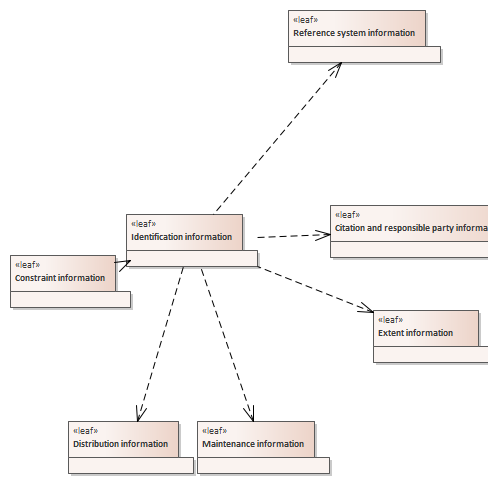 «leaf»
Reference system information
«leaf»
Citation and responsible party informa
«leaf»
Identification information
«leaf»
Constraint information
«leaf»
Extent information
«leaf»
Distribution information
«leaf»
Maintenance information